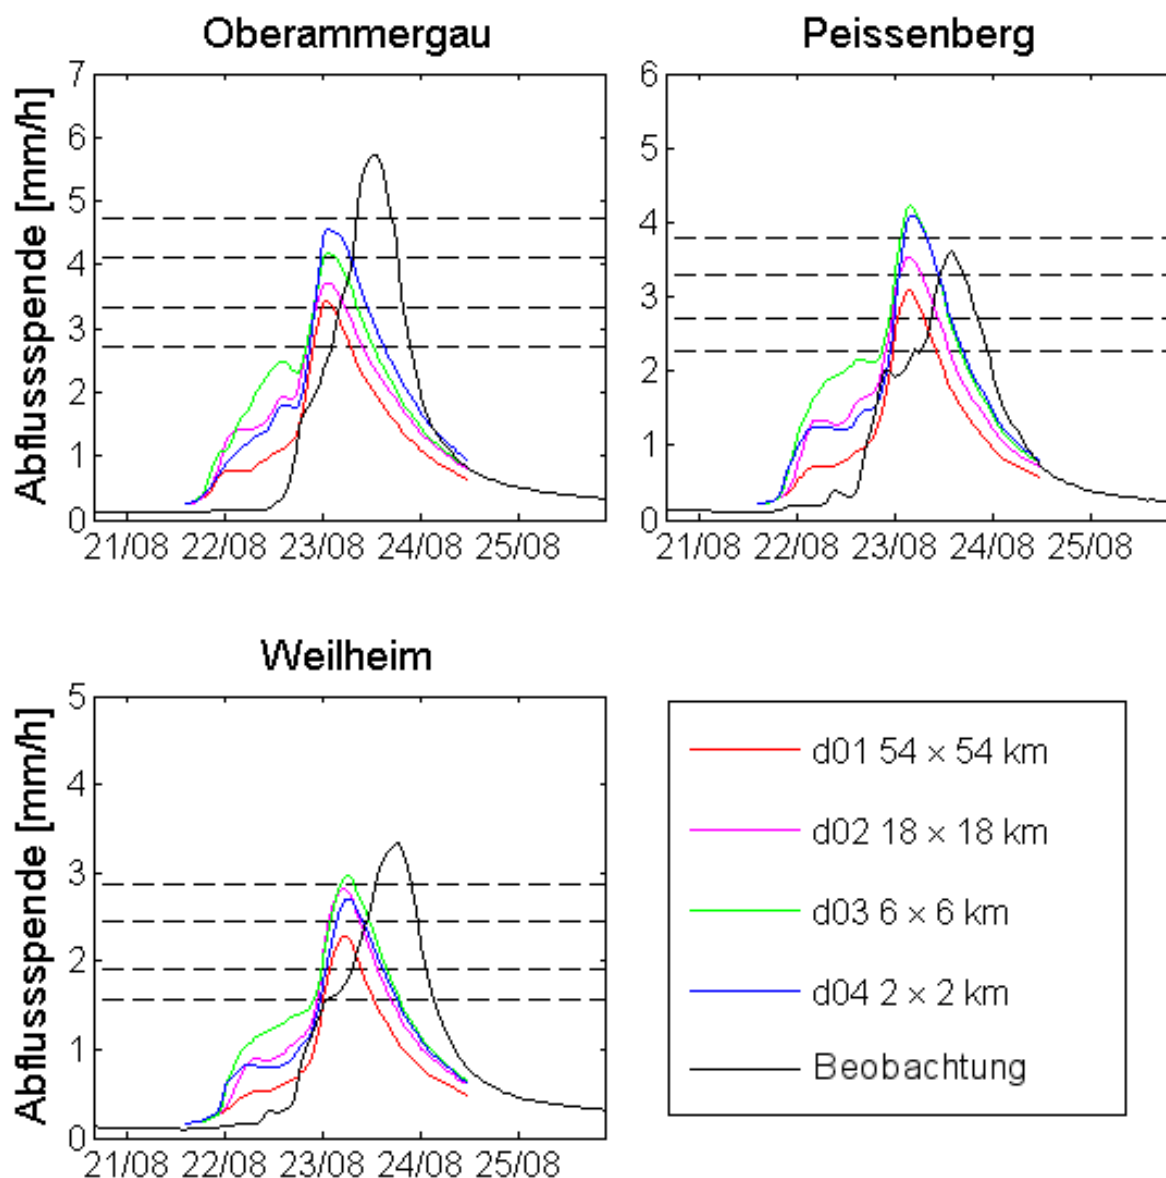 Oberammergau
Abflussspende [mm/h]
7
6
5
4
3
2
1
0
21/08 22/08 23/08 24/08 25/08
Peissenberg
6
5
4
3
2
1
0
21/08 22/08 23/08 24/08 25/08
Weilheim
Abflussspende [mm/h]
5
4
3
2
1
0
21/08 22/08 23/08 24/08 25/08
d01 54 × 54 km
d02 18 × 18 km
d03 6 × 6 km
d04 2 × 2 km
Beobachtung